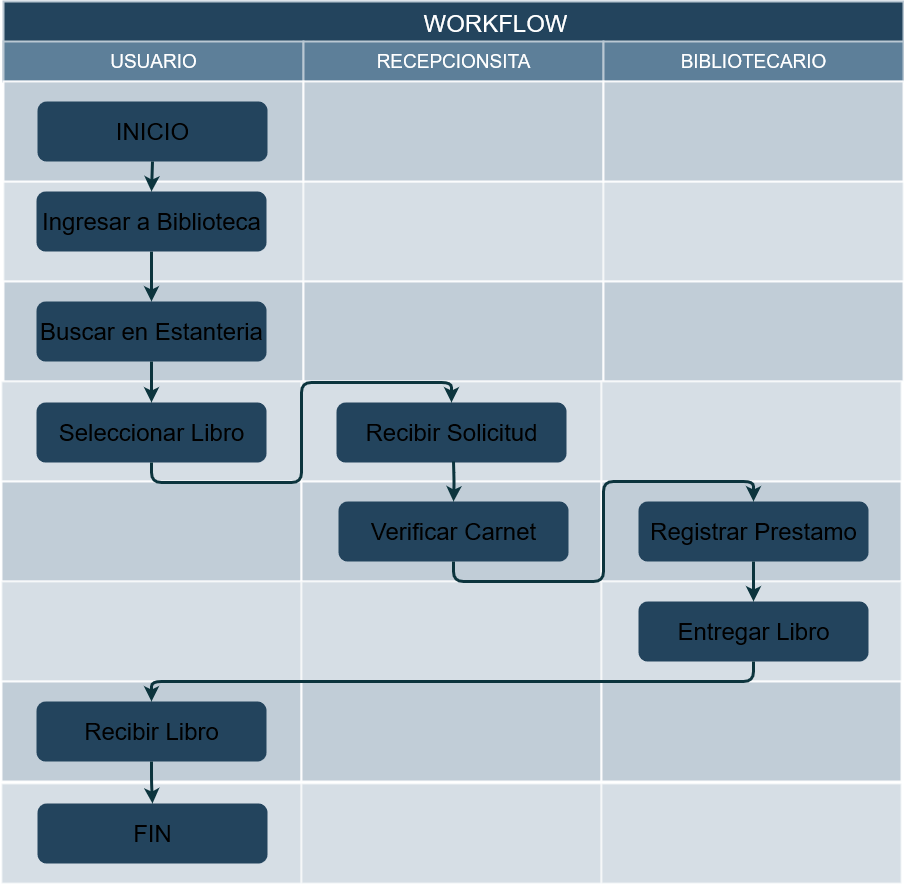 WORKFLOW
USUARIO
RECEPCIONSITA
BIBLIOTECARIO
INICIO
Ingresar a Biblioteca
Buscar en Estanteria
Seleccionar Libro
Recibir Solicitud
Verificar Carnet
Registrar Prestamo
Entregar Libro
Recibir Libro
FIN